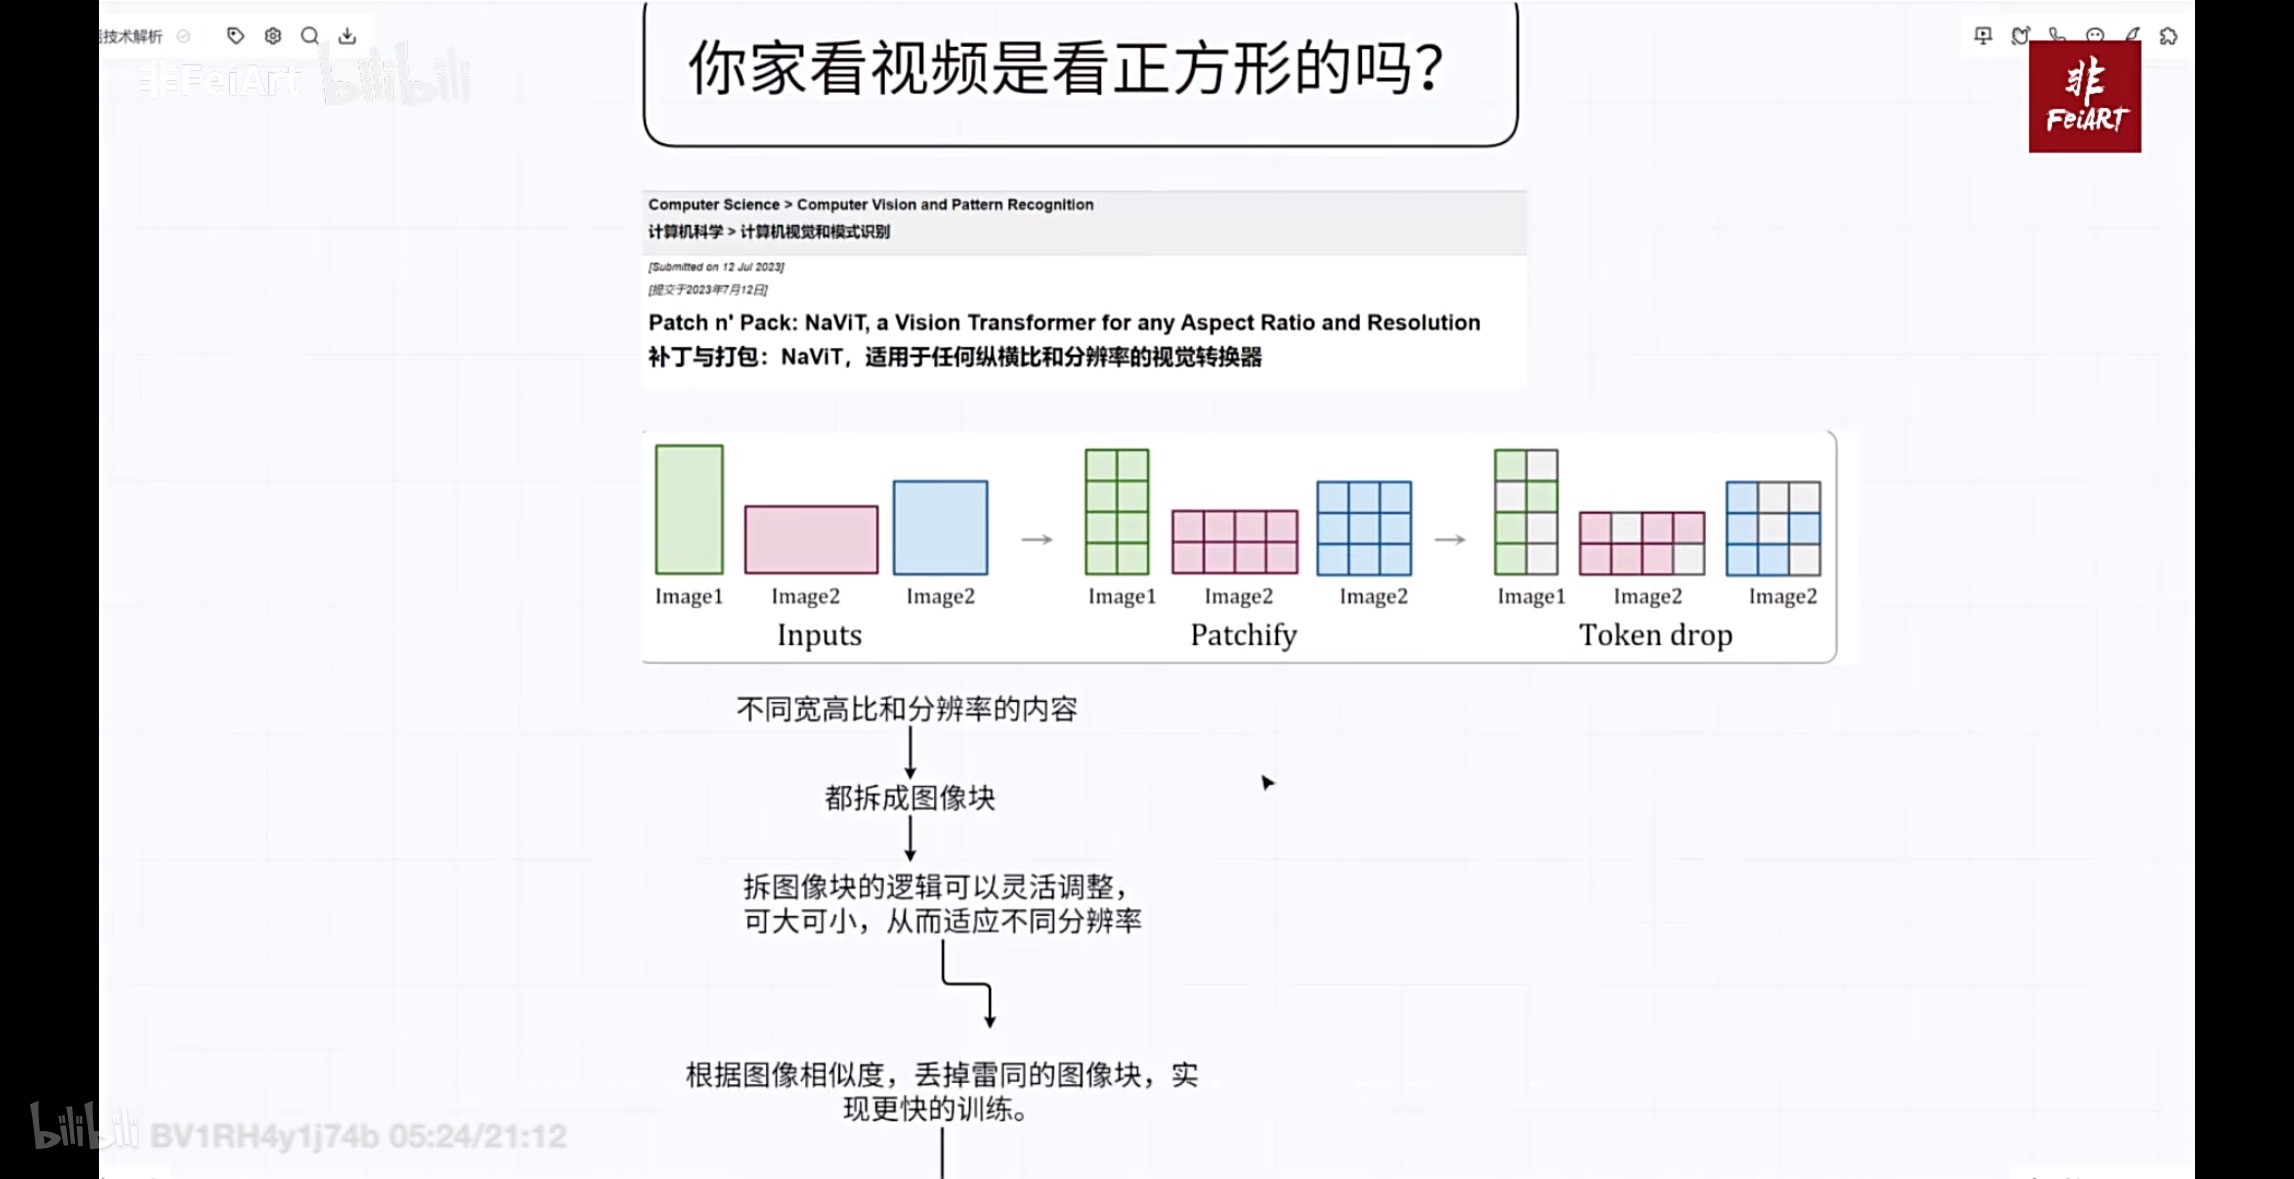 技术解析
非FeiArt bilibili
你家看视频是看正方形的吗？
非
FeiART
Computer Science > Computer Vision and Pattern Recognition
计算机科学 > 计算机视觉和模式识别
[Submitted on 12 Jul 2023]
[提交于2023年7月12日]
Patch n' Pack: NaViT, a Vision Transformer for any Aspect Ratio and Resolution
补丁与打包：NaViT，适用于任何纵横比和分辨率的视觉转换器
Image1 Image2 Image2 Image1 Image2 Image2 Image1 Image2 Image2
Inputs Patchify Token drop
不同宽高比和分辨率的内容
都拆成图像块
拆图像块的逻辑可以灵活调整，
可大可小，从而适应不同分辨率
根据图像相似度，丢掉雷同的图像块，实
现更快的训练。
bilibili BV1RH4y1j74b 05:24/21:12